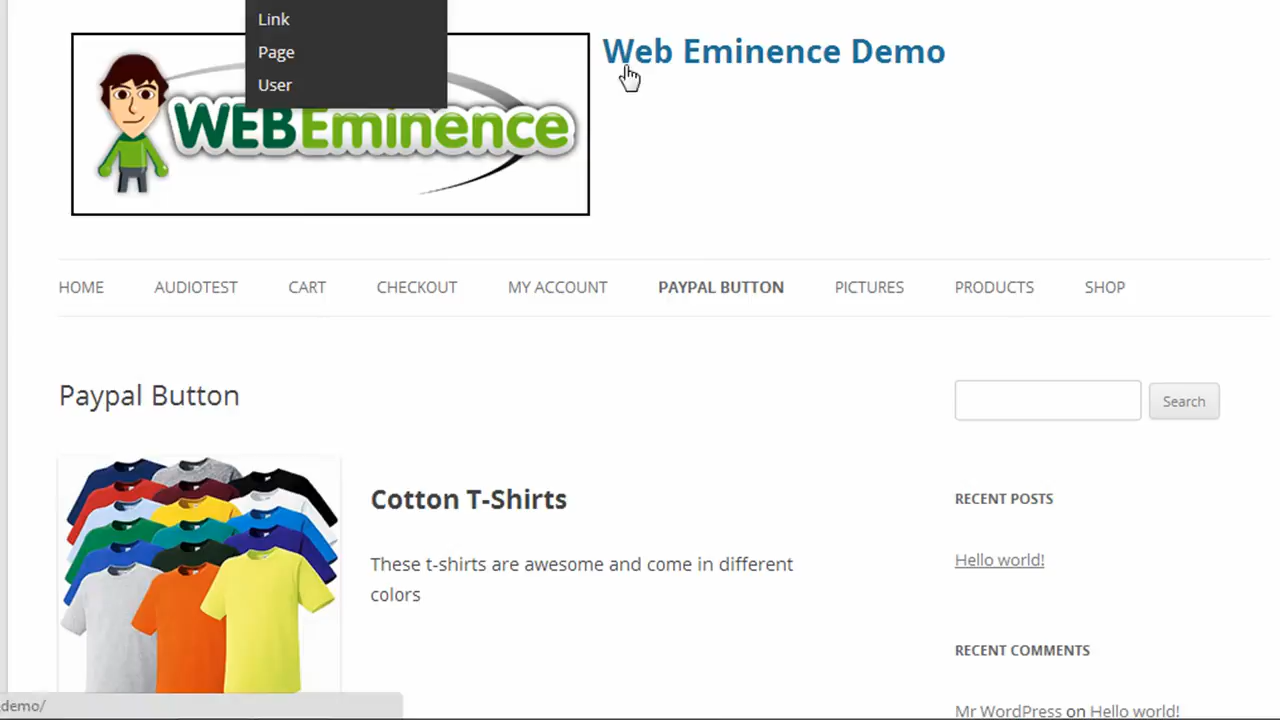 Link
Page
User
WEBEminence
Web Eminence Demo
HOME AUDIOTEST CART CHECKOUT MY ACCOUNT PAYPAL BUTTON PICTURES PRODUCTS SHOP
Paypal Button
Search
Cotton T-Shirts
These t-shirts are awesome and come in different
colors
RECENT POSTS
Hello world!
RECENT COMMENTS
Mr WordPress on Hello world!
demo/